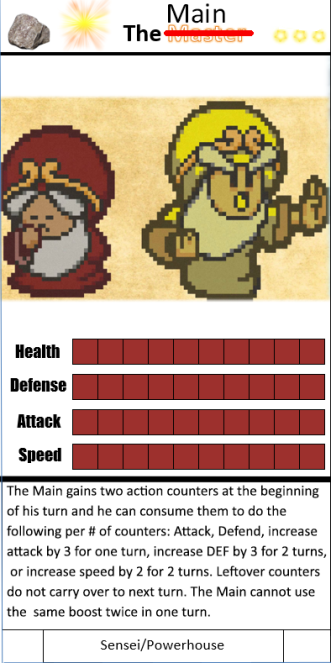 Main
The Master
Health
Defense
Attack
Speed
The Main gains two action counters at the beginning
of his turn and he can consume them to do the
following per # of counters: Attack, Defend, increase
attack by 3 for one turn, increase DEF by 3 for 2 turns,
or increase speed by 2 for 2 turns. Leftover counters
do not carry over to next turn. The Main cannot use
the same boost twice in one turn.
Sensei/Powerhouse